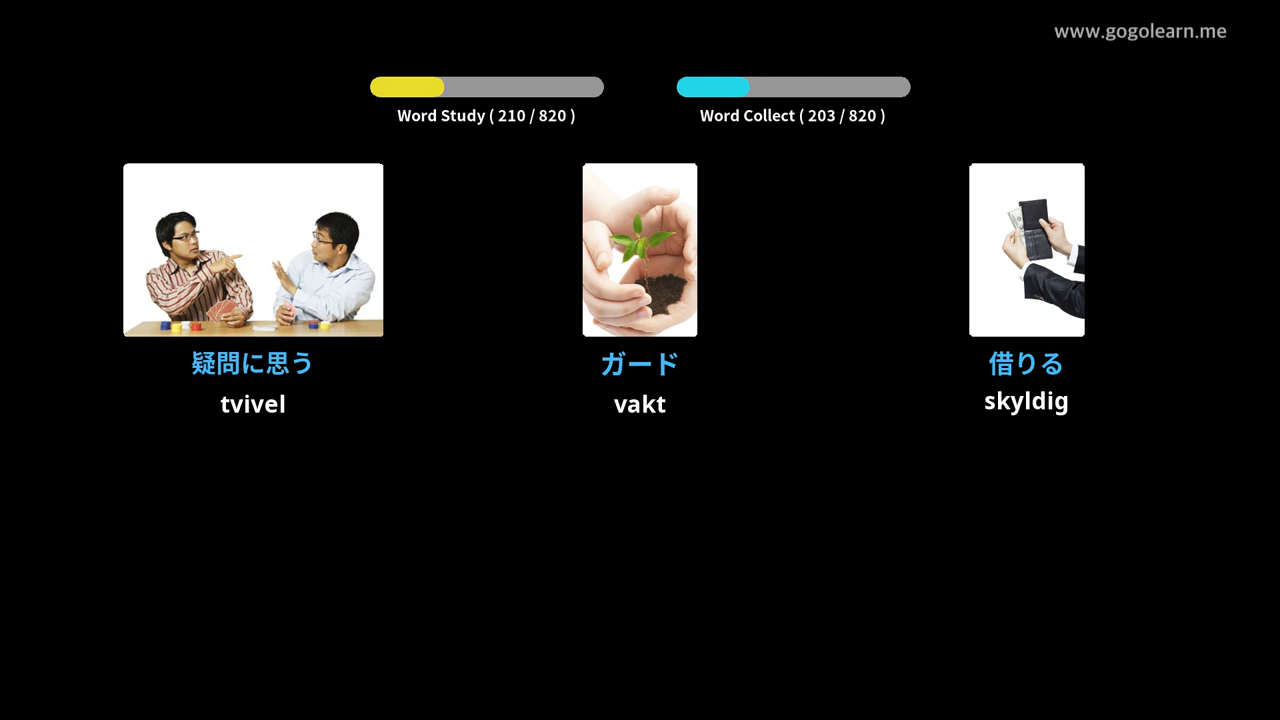 www.gogolearn.me
Word Study ( 210 / 820 )
Word Collect ( 203 / 820 )
疑問に思う
tvivel
ガード
vakt
借りる
skyldig